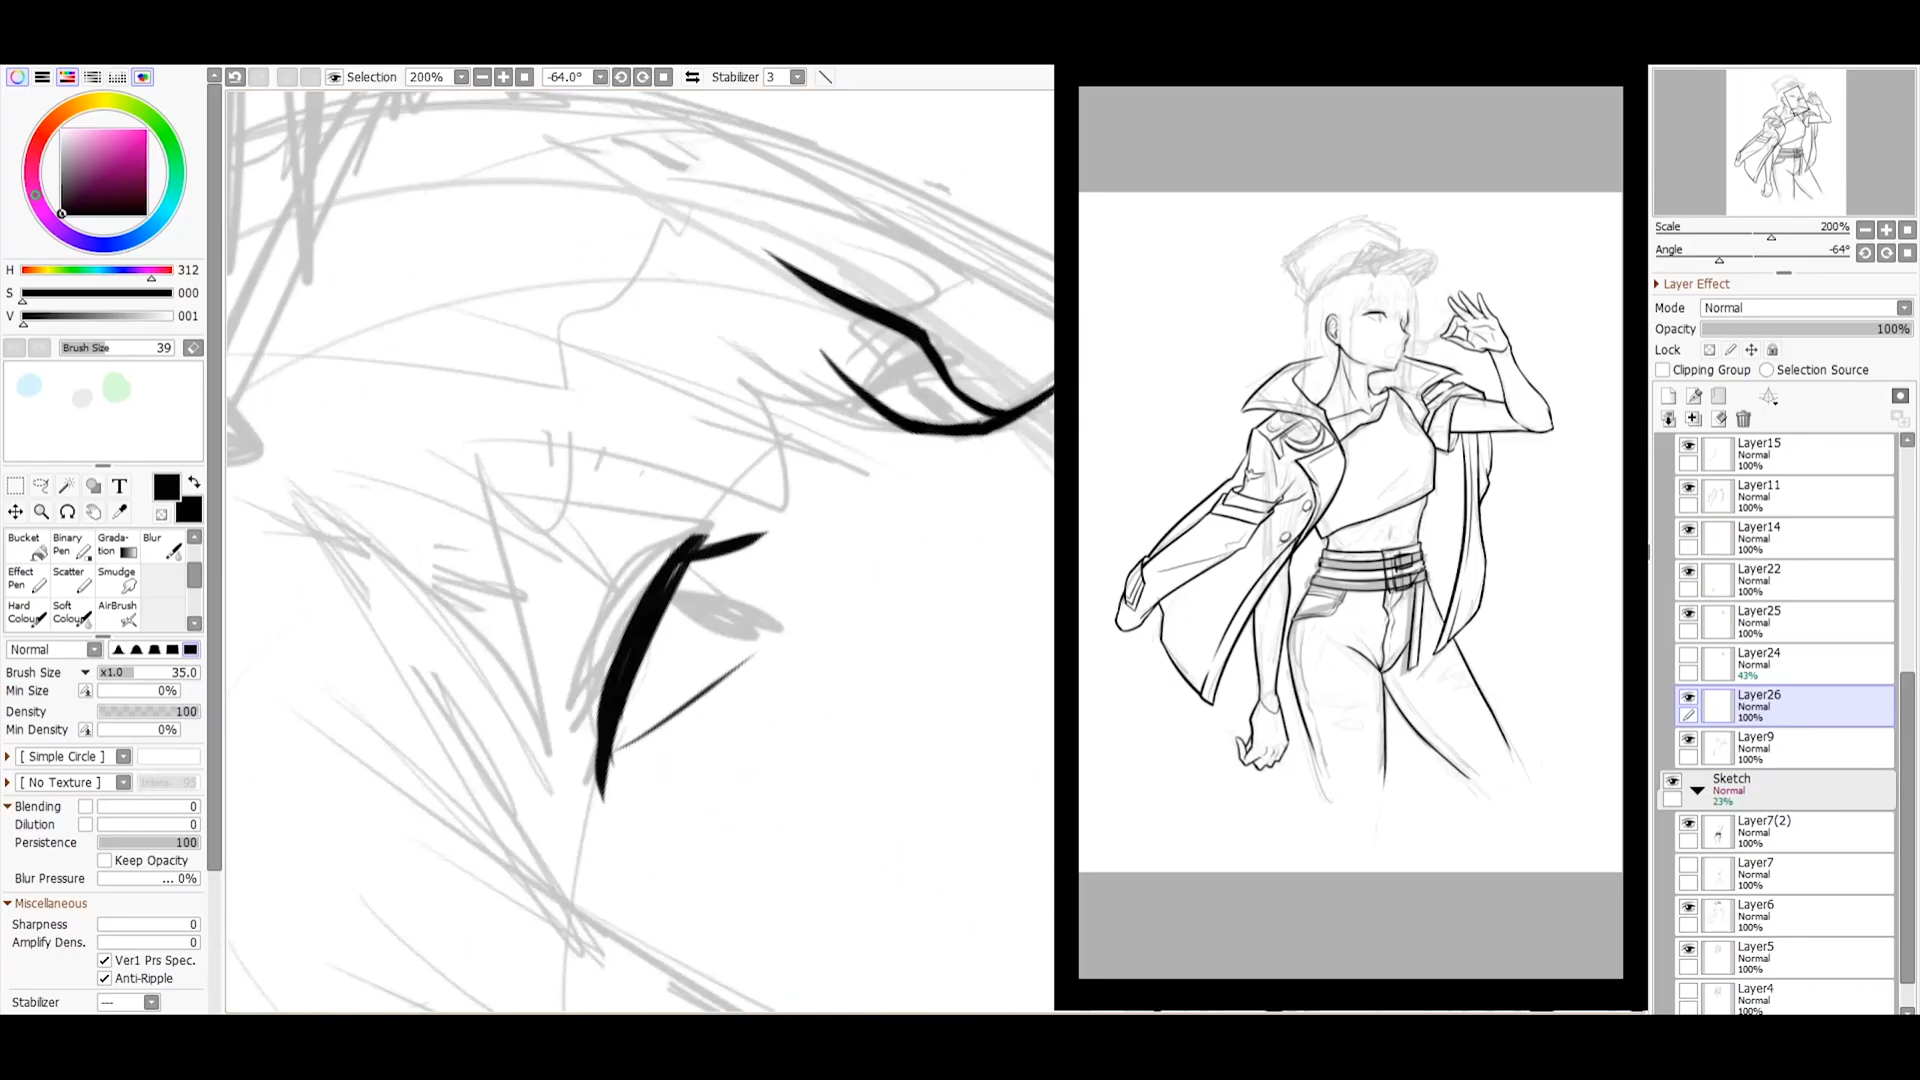 Selection 200% -64.0° Stabilizer 3
H 312
S 000
V 001
Brush Size 39
T
Bucket Binary Pen Grada-tion Blur
Effect Pen Scatter Smudge
Hard Colour Soft Colour AirBrush
Normal
Brush Size x1.0 35.0
Min Size 0%
Density 100
Min Density 0%
[ Simple Circle ]
[ No Texture ] 95
Blending 0
Dilution 0
Persistence 100
Keep Opacity
Blur Pressure ... 0%
Miscellaneous
Sharpness 0
Amplify Dens. 0
Ver1 Prs Spec.
Anti-Ripple
Stabilizer ---
Scale 200%
Angle -64°
Layer Effect
Mode Normal
Opacity 100%
Lock
Clipping Group Selection Source
Layer15
Normal
100%
Layer11
Normal
100%
Layer14
Normal
100%
Layer22
Normal
100%
Layer25
Normal
100%
Layer24
Normal
43%
Layer26
Normal
100%
Layer9
Normal
100%
Sketch
Normal
23%
Layer7(2)
Normal
100%
Layer7
Normal
100%
Layer6
Normal
100%
Layer5
Normal
100%
Layer4
Normal
100%